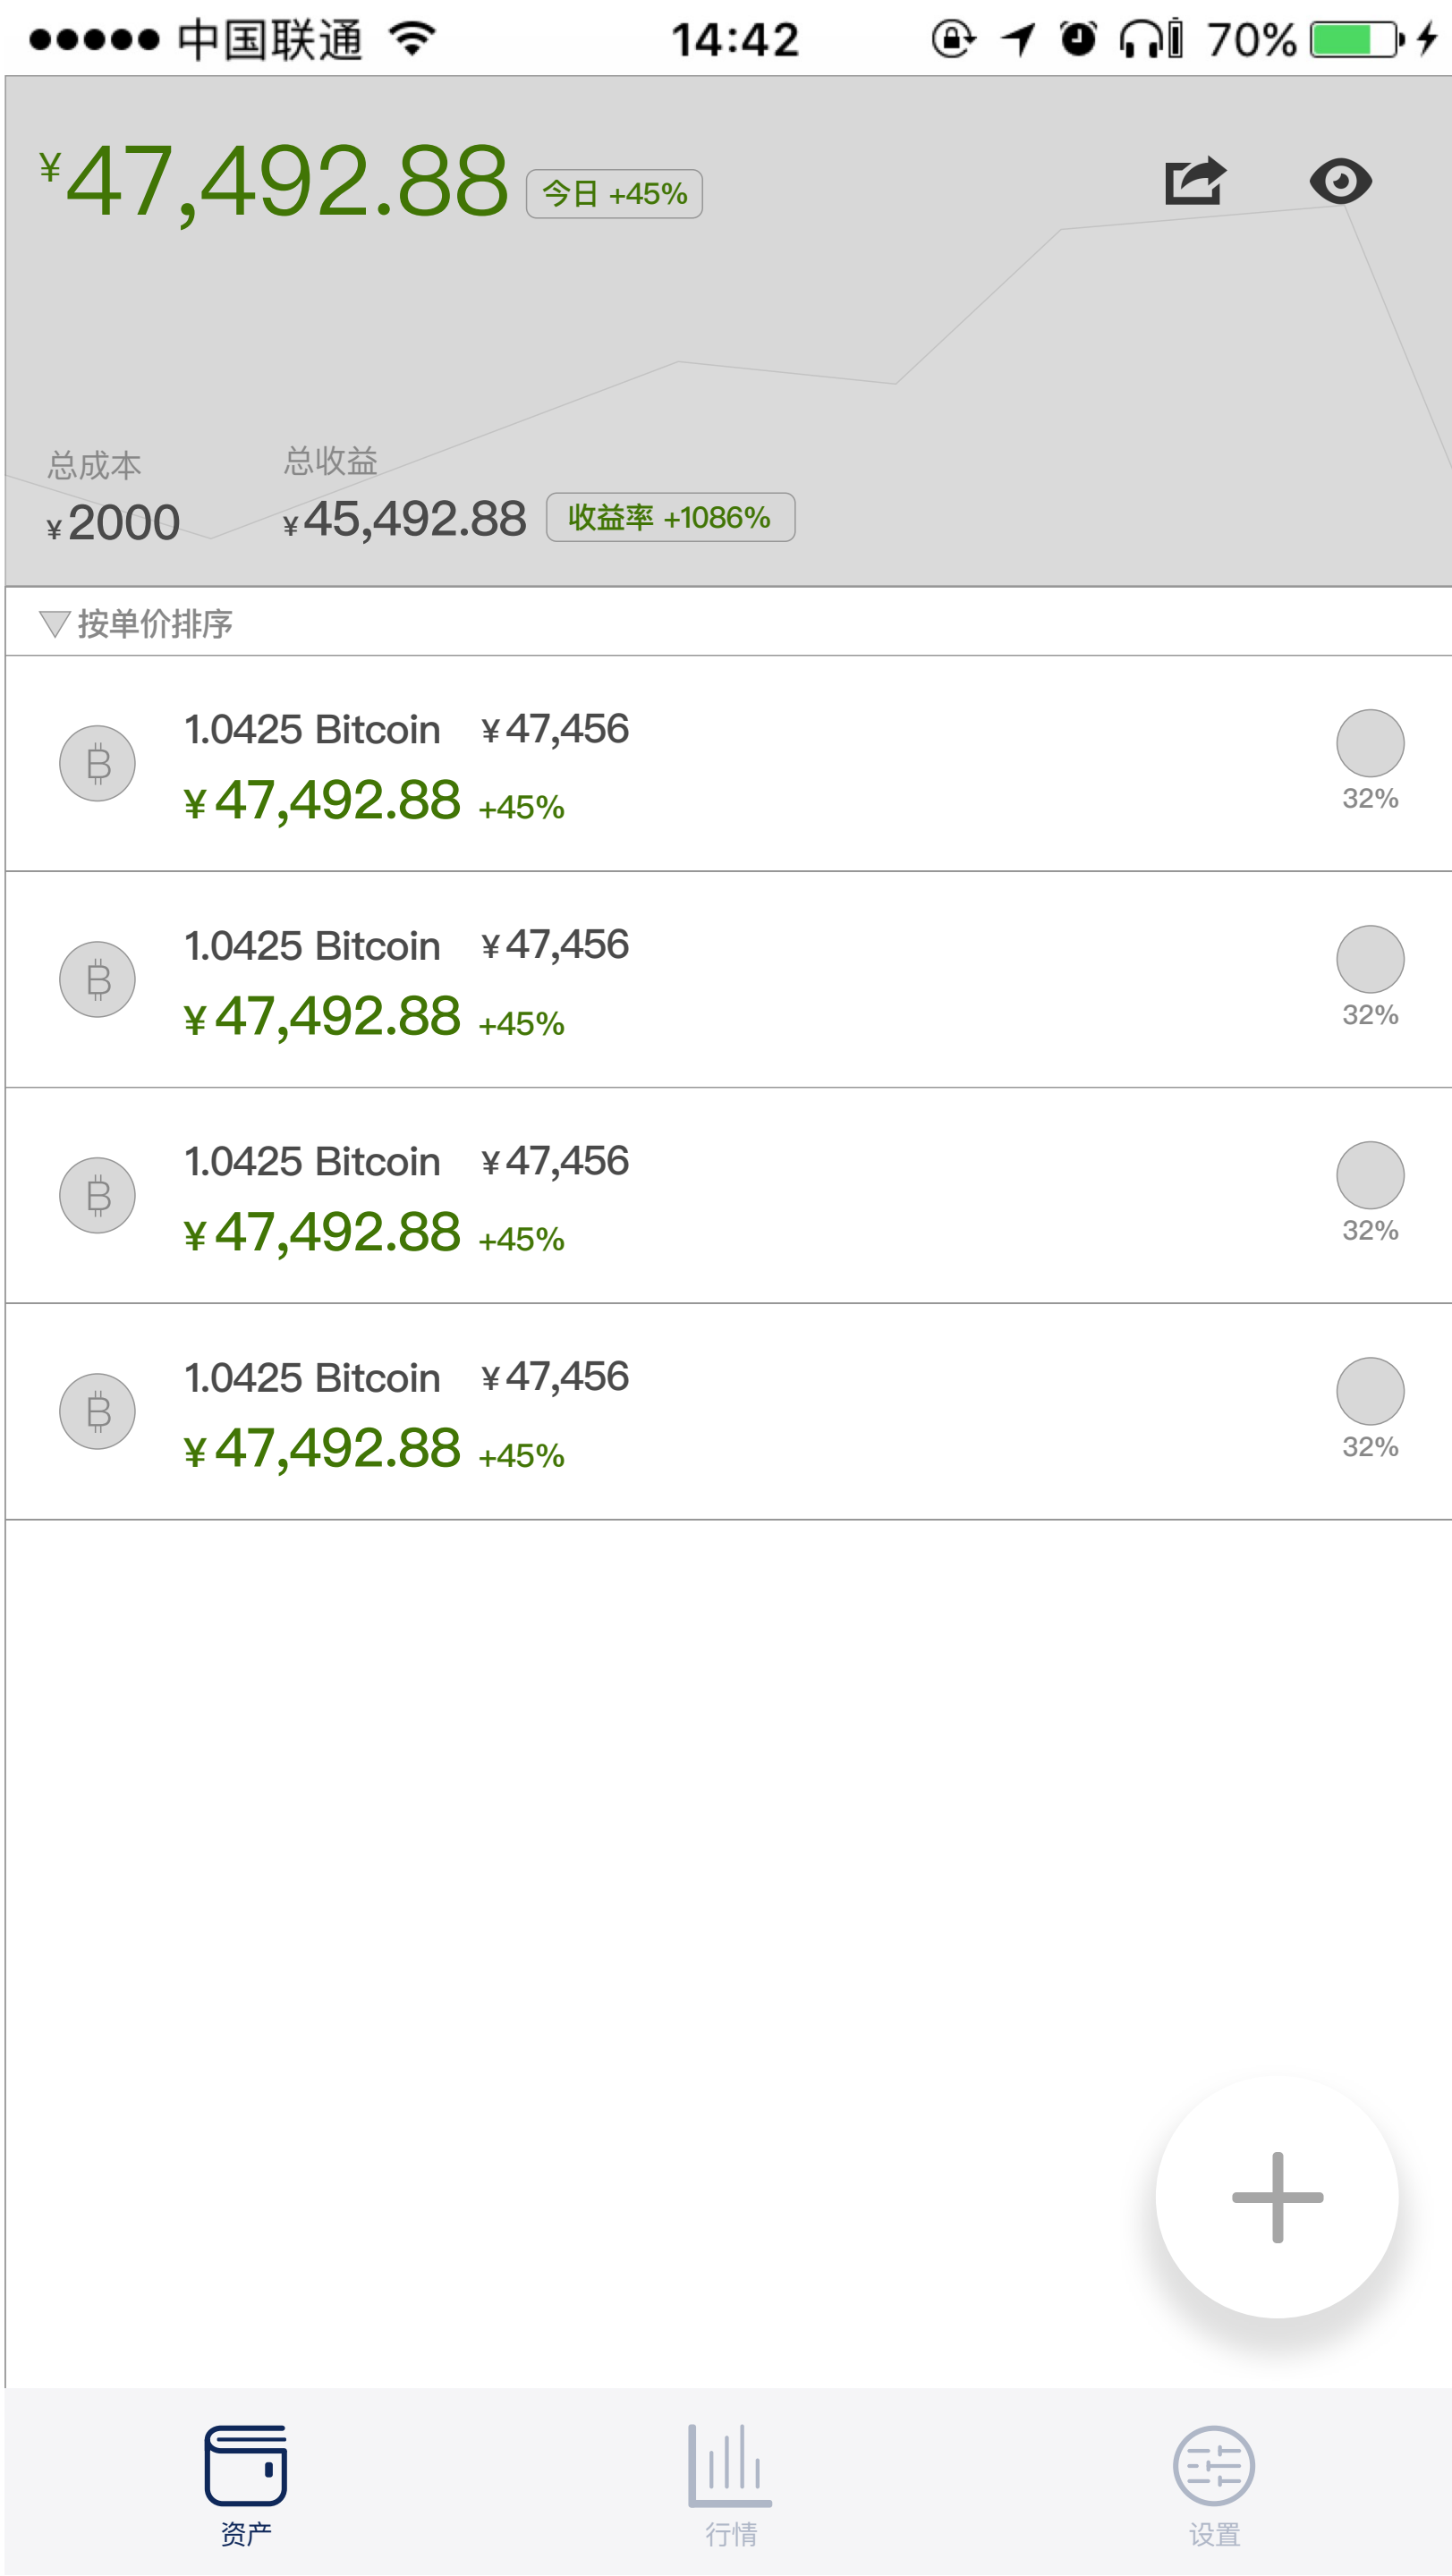 中国联通 14:42 70%
¥47,492.88 今日 +45%
总成本 总收益
¥2000 ¥45,492.88 收益率 +1086%
按单价排序
1.0425 Bitcoin ¥47,456
¥47,492.88 +45%
32%
1.0425 Bitcoin ¥47,456
¥47,492.88 +45%
32%
1.0425 Bitcoin ¥47,456
¥47,492.88 +45%
32%
1.0425 Bitcoin ¥47,456
¥47,492.88 +45%
32%
资产 行情 设置